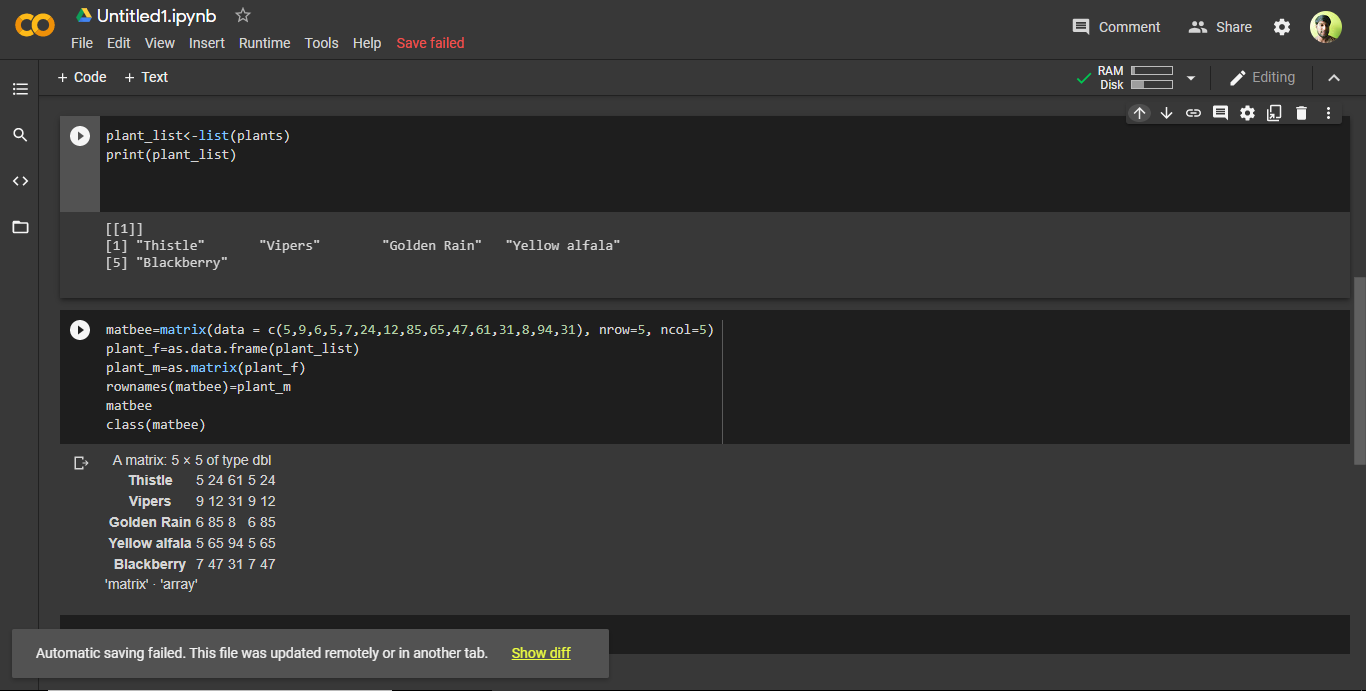 Untitled1.ipynb
File Edit View Insert Runtime Tools Help Save failed
Comment Share
+ Code + Text
RAM
Disk
Editing
plant_list<-list(plants)
print(plant_list)
[[1]]
[1] "Thistle" "Vipers" "Golden Rain" "Yellow alfala"
[5] "Blackberry"
matbee=matrix(data = c(5,9,6,5,7,24,12,85,65,47,61,31,8,94,31), nrow=5, ncol=5)
plant_f=as.data.frame(plant_list)
plant_m=as.matrix(plant_f)
rownames(matbee)=plant_m
matbee
class(matbee)
A matrix: 5 × 5 of type dbl
Thistle 5 24 61 5 24
Vipers 9 12 31 9 12
Golden Rain 6 85 8 6 85
Yellow alfala 5 65 94 5 65
Blackberry 7 47 31 7 47
'matrix' · 'array'
Automatic saving failed. This file was updated remotely or in another tab. Show diff